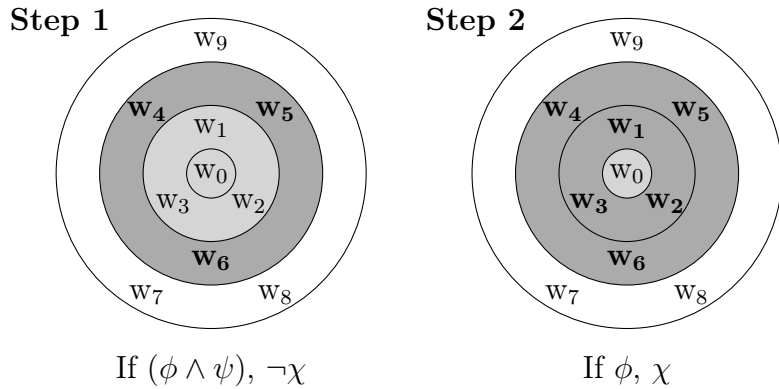 Step 1
w₉
w₄
w₅
w₁
w₀
w₃
w₂
w₆
w₇
w₈
If (ϕ ∧ ψ), ¬χ
Step 2
w₉
w₄
w₅
w₁
w₀
w₃
w₂
w₆
w₇
w₈
If ϕ, χ